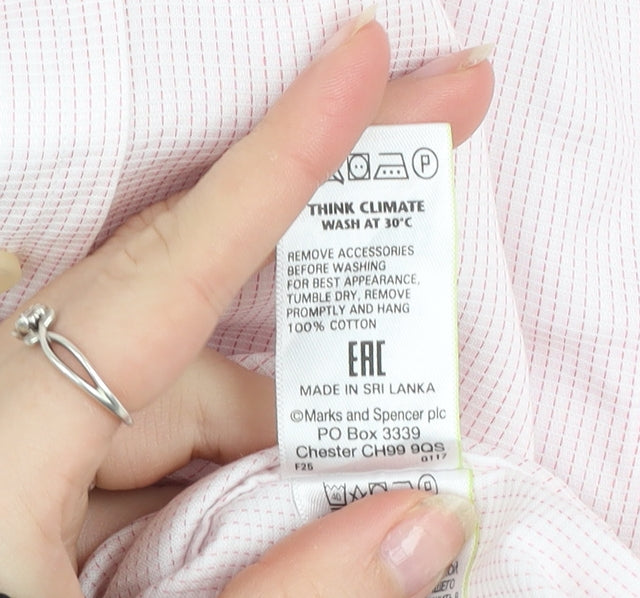 P
THINK CLIMATE
WASH AT 30°C
REMOVE ACCESSORIES
BEFORE WASHING
FOR BEST APPEARANCE,
TUMBLE DRY, REMOVE
PROMPTLY AND HANG
100% COTTON
EAC
MADE IN SRI LANKA
©Marks and Spencer plc
PO Box 3339
Chester CH99 9QS
F25 0117
40